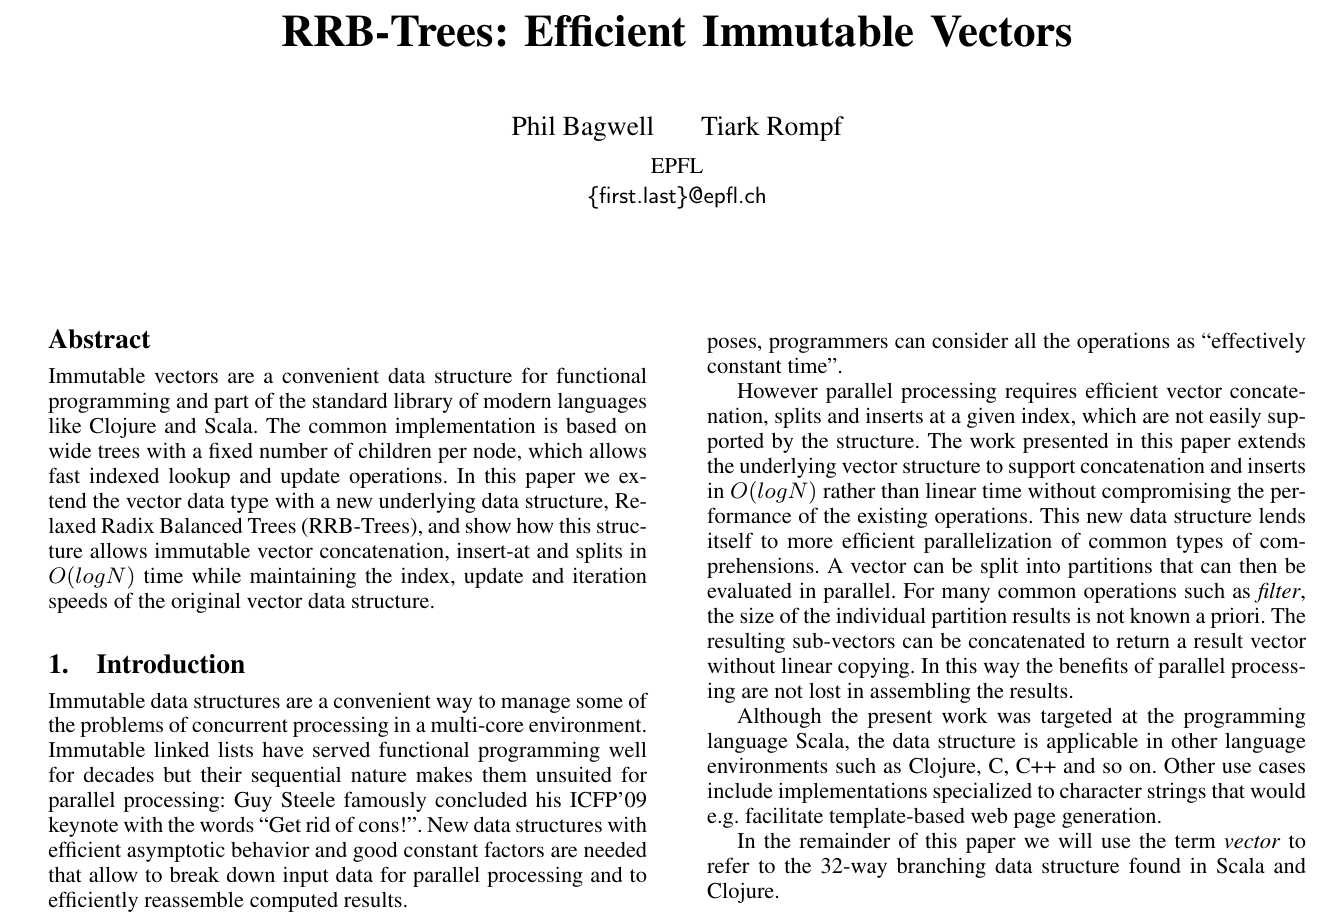 RRB-Trees: Efficient Immutable Vectors
Phil Bagwell Tiark Rompf
EPFL
{first.last}@epfl.ch
Abstract
Immutable vectors are a convenient data structure for functional
programming and part of the standard library of modern languages
like Clojure and Scala. The common implementation is based on
wide trees with a fixed number of children per node, which allows
fast indexed lookup and update operations. In this paper we ex-
tend the vector data type with a new underlying data structure, Re-
laxed Radix Balanced Trees (RRB-Trees), and show how this struc-
ture allows immutable vector concatenation, insert-at and splits in
O(logN) time while maintaining the index, update and iteration
speeds of the original vector data structure.
1. Introduction
Immutable data structures are a convenient way to manage some of
the problems of concurrent processing in a multi-core environment.
Immutable linked lists have served functional programming well
for decades but their sequential nature makes them unsuited for
parallel processing: Guy Steele famously concluded his ICFP'09
keynote with the words “Get rid of cons!”. New data structures with
efficient asymptotic behavior and good constant factors are needed
that allow to break down input data for parallel processing and to
efficiently reassemble computed results.
poses, programmers can consider all the operations as “effectively
constant time”.
However parallel processing requires efficient vector concate-
nation, splits and inserts at a given index, which are not easily sup-
ported by the structure. The work presented in this paper extends
the underlying vector structure to support concatenation and inserts
in O(logN) rather than linear time without compromising the per-
formance of the existing operations. This new data structure lends
itself to more efficient parallelization of common types of com-
prehensions. A vector can be split into partitions that can then be
evaluated in parallel. For many common operations such as filter,
the size of the individual partition results is not known a priori. The
resulting sub-vectors can be concatenated to return a result vector
without linear copying. In this way the benefits of parallel process-
ing are not lost in assembling the results.
Although the present work was targeted at the programming
language Scala, the data structure is applicable in other language
environments such as Clojure, C, C++ and so on. Other use cases
include implementations specialized to character strings that would
e.g. facilitate template-based web page generation.
In the remainder of this paper we will use the term vector to
refer to the 32-way branching data structure found in Scala and
Clojure.